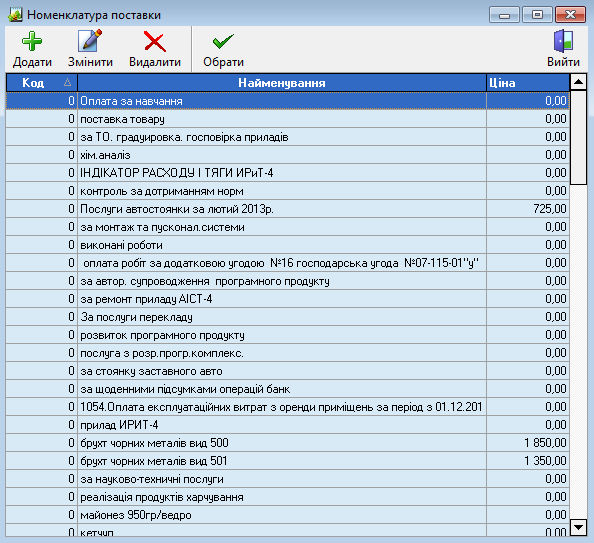 Номенклатура поставки
Додати Змінити Видалити Обрати Вийти
Код Найменування Ціна
0 Оплата за навчання 0,00
0 поставка товару 0,00
0 за ТО. градуировка. госповірка приладів 0,00
0 хім.аналіз 0,00
0 ІНДІКАТОР РАСХОДУ І ТЯГИ ИРиТ-4 0,00
0 контроль за дотриманням норм 0,00
0 Послуги автостоянки за лютий 2013р. 725,00
0 за монтаж та пусконал.системи 0,00
0 виконані роботи 0,00
0 оплата робіт за додатковою угодою №16 господарська угода №07-115-01"у" 0,00
0 за автор. супроводження програмного продукту 0,00
0 за ремонт приладу АІСТ-4 0,00
0 За послуги перекладу 0,00
0 розвиток програмного продукту 0,00
0 послуга з розр.прогр.комплекс. 0,00
0 за стоянку заставного авто 0,00
0 за щоденними підсумками операцій банк 0,00
0 1054.Оплата експлуатаційних витрат з оренди приміщень за період з 01.12.201 0,00
0 прилад ИРИТ-4 0,00
0 брухт чорних металів вид 500 1 850,00
0 брухт чорних металів вид 501 1 350,00
0 за науково-техничні послуги 0,00
0 реалізація продуктів харчування 0,00
0 майонез 950гр/ведро 0,00
0 кетчуп 0,00